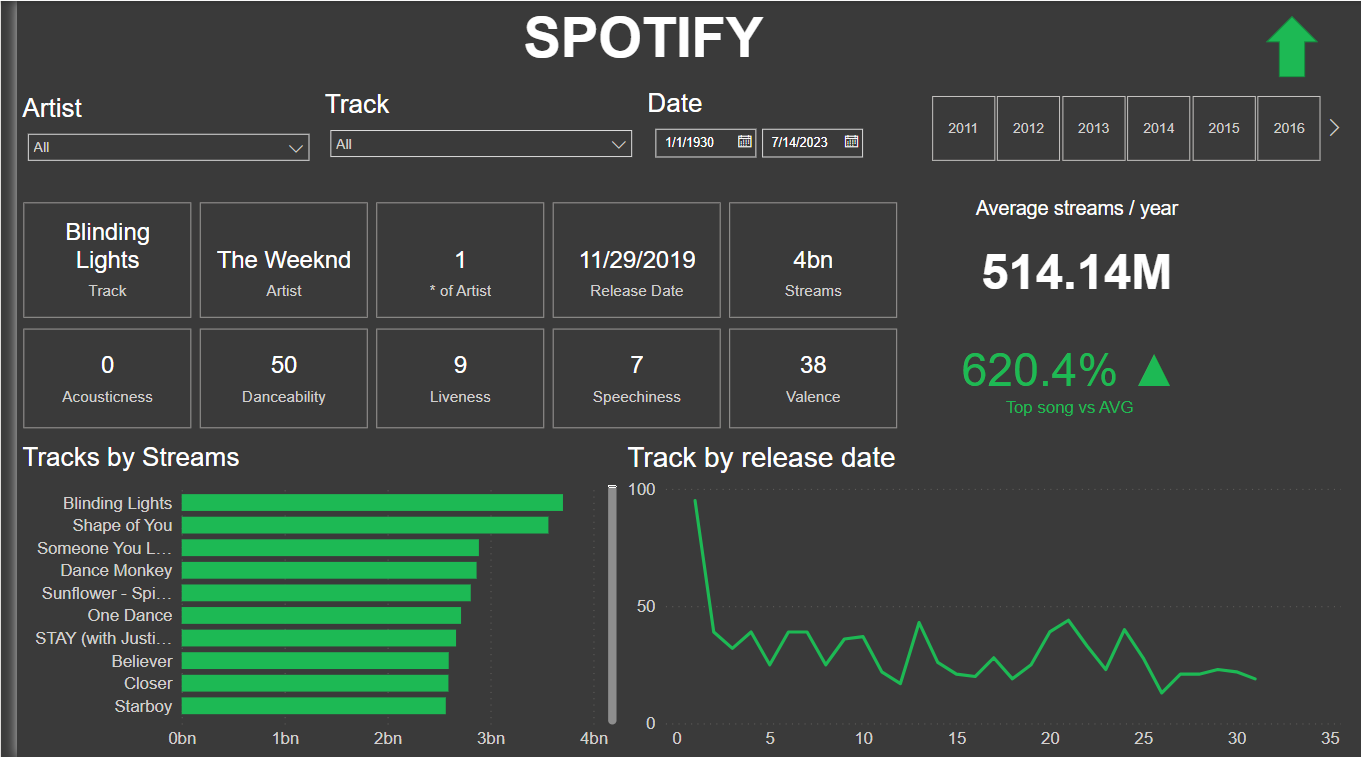 SPOTIFY
Artist
Track
Date
All
All
1/1/1930
7/14/2023
2011
2012
2013
2014
2015
2016
Blinding
Lights
Track
The Weeknd
Artist
1
* of Artist
11/29/2019
Release Date
4bn
Streams
Average streams / year
514.14M
0
Acousticness
50
Danceability
9
Liveness
7
Speechiness
38
Valence
620.4% ▲
Top song vs AVG
Tracks by Streams
Blinding Lights
Shape of You
Someone You L...
Dance Monkey
Sunflower - Spi...
One Dance
STAY (with Justi...
Believer
Closer
Starboy
0bn
1bn
2bn
3bn
4bn
Track by release date
100
50
0
0
5
10
15
20
25
30
35